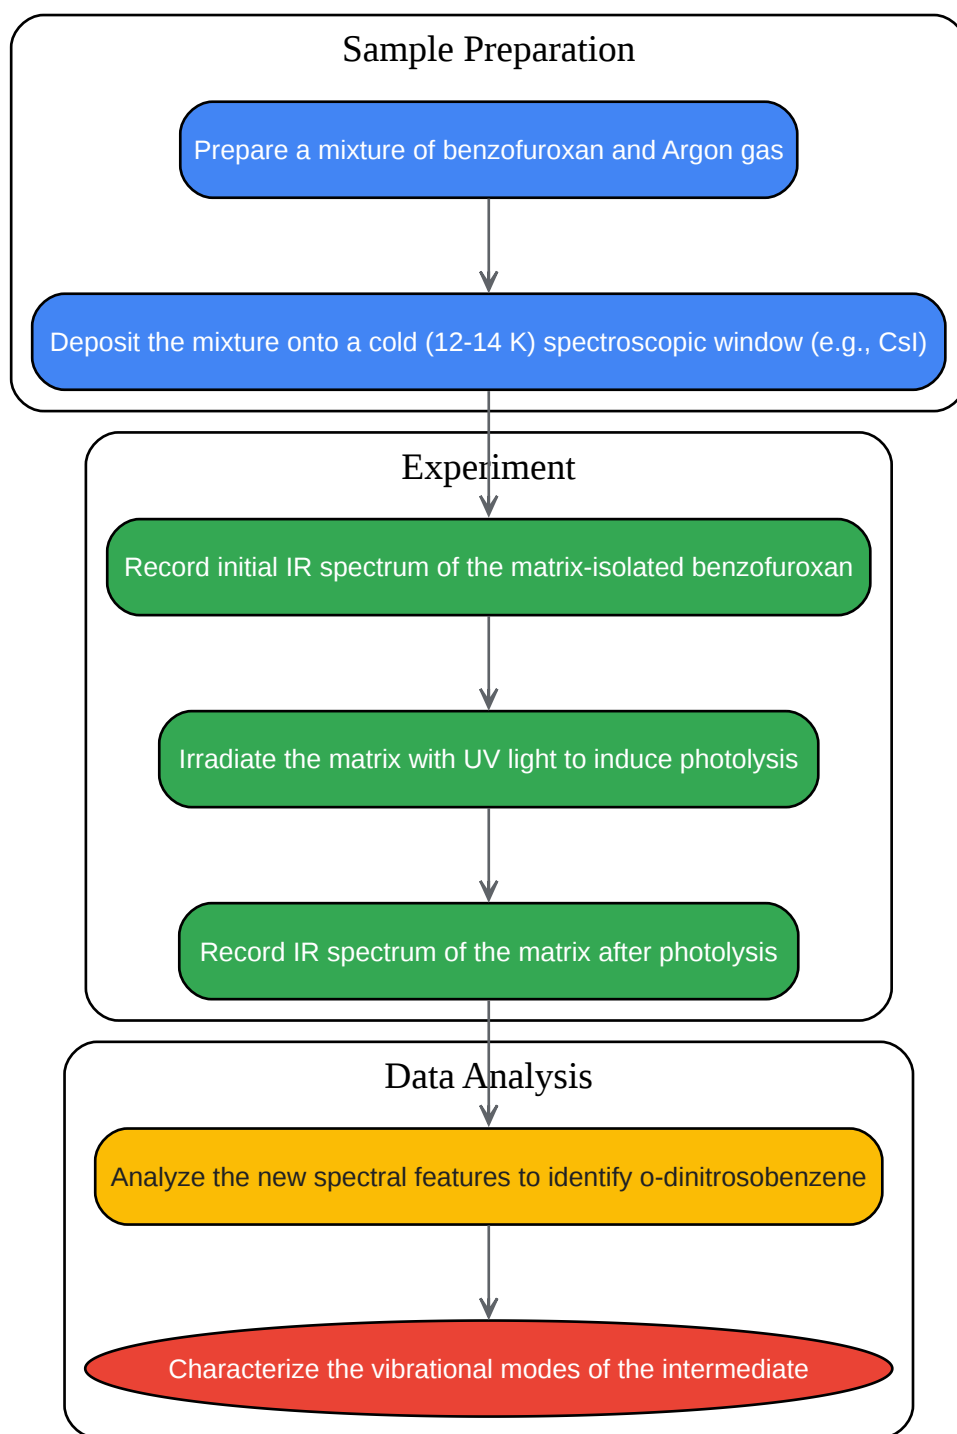 Sample Preparation
Prepare a mixture of benzofuroxan and Argon gas
Deposit the mixture onto a cold (12-14 K) spectroscopic window (e.g., CsI)
Experiment
Record initial IR spectrum of the matrix-isolated benzofuroxan
Irradiate the matrix with UV light to induce photolysis
Record IR spectrum of the matrix after photolysis
Data Analysis
Analyze the new spectral features to identify o-dinitrosobenzene
Characterize the vibrational modes of the intermediate